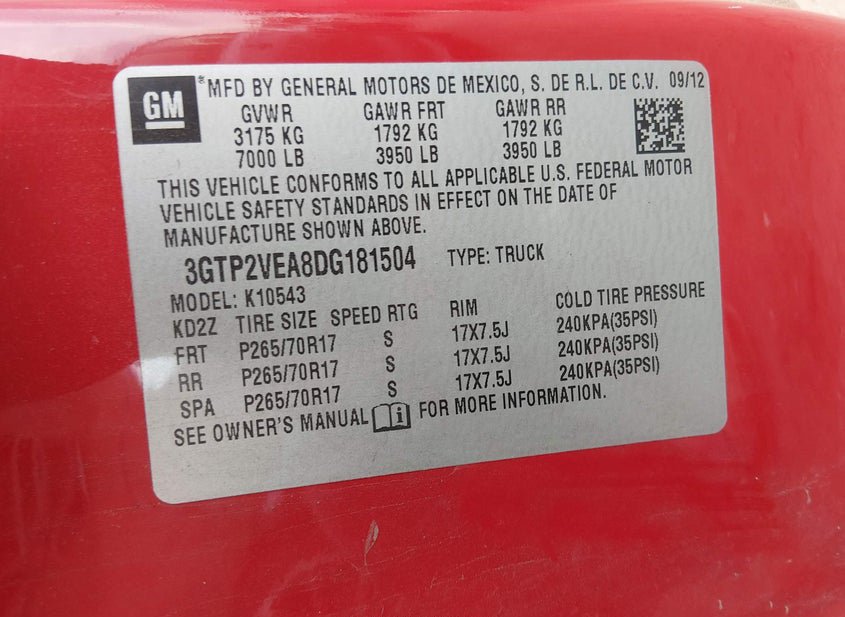 GM ® MFD BY GENERAL MOTORS DE MEXICO, S. DE R.L. DE C.V. 09/12
GVWR GAWR FRT GAWR RR
3175 KG 1792 KG 1792 KG
7000 LB 3950 LB 3950 LB
THIS VEHICLE CONFORMS TO ALL APPLICABLE U.S. FEDERAL MOTOR
VEHICLE SAFETY STANDARDS IN EFFECT ON THE DATE OF
MANUFACTURE SHOWN ABOVE.
3GTP2VEA8DG181504 TYPE: TRUCK
MODEL: K10543
KD2Z TIRE SIZE SPEED RTG RIM COLD TIRE PRESSURE
FRT P265/70R17 S 17X7.5J 240KPA(35PSI)
RR P265/70R17 S 17X7.5J 240KPA(35PSI)
SPA P265/70R17 S 17X7.5J 240KPA(35PSI)
SEE OWNER'S MANUAL i FOR MORE INFORMATION.